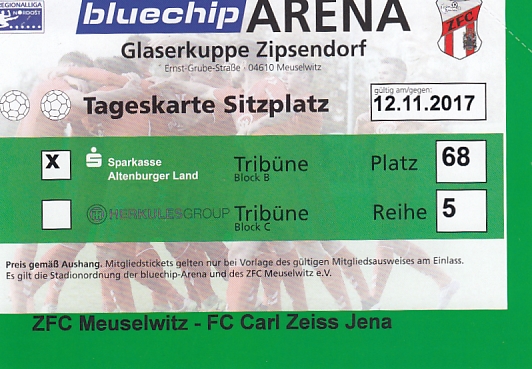 REGIONALLIGA
NORDOST
bluechip ARENA
ZFC
Glaserkuppe Zipsendorf
Ernst-Grube-Straße · 04610 Meuselwitz
gültig am/gegen:
Tageskarte Sitzplatz 12.11.2017
x Sparkasse Altenburger Land Tribüne Block B Platz 68
HERKULESGROUP Tribüne Block C Reihe 5
Preis gemäß Aushang. Mitgliedstickets gelten nur bei Vorlage des gültigen Mitgliedsausweises am Einlass.
Es gilt die Stadionordnung der bluechip-Arena und des ZFC Meuselwitz e.V.
ZFC Meuselwitz - FC Carl Zeiss Jena